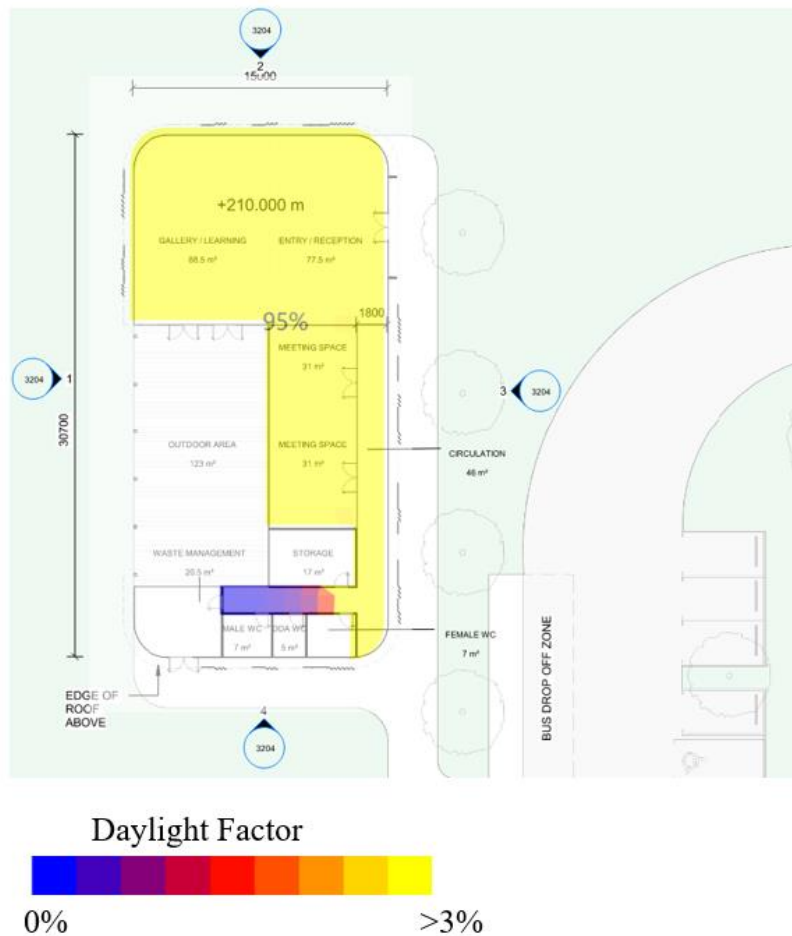 3204
2
15000
+210.000 m
GALLERY / LEARNING
ENTRY / RECEPTION
77.5 m²
95%
1800
MEETING SPACE
31 m²
3204
1
3
3204
30700
OUTDOOR AREA
MEETING SPACE
123 m²
31 m²
CIRCULATION
46 m²
WASTE MANAGEMENT
STORAGE
20.5 m²
17 m²
MALE WC
DDA WC
7 m²
5 m²
FEMALE WC
7 m²
BUS DROP OFF ZONE
EDGE OF
ROOF
ABOVE
4
3204
Daylight Factor
0%
>3%